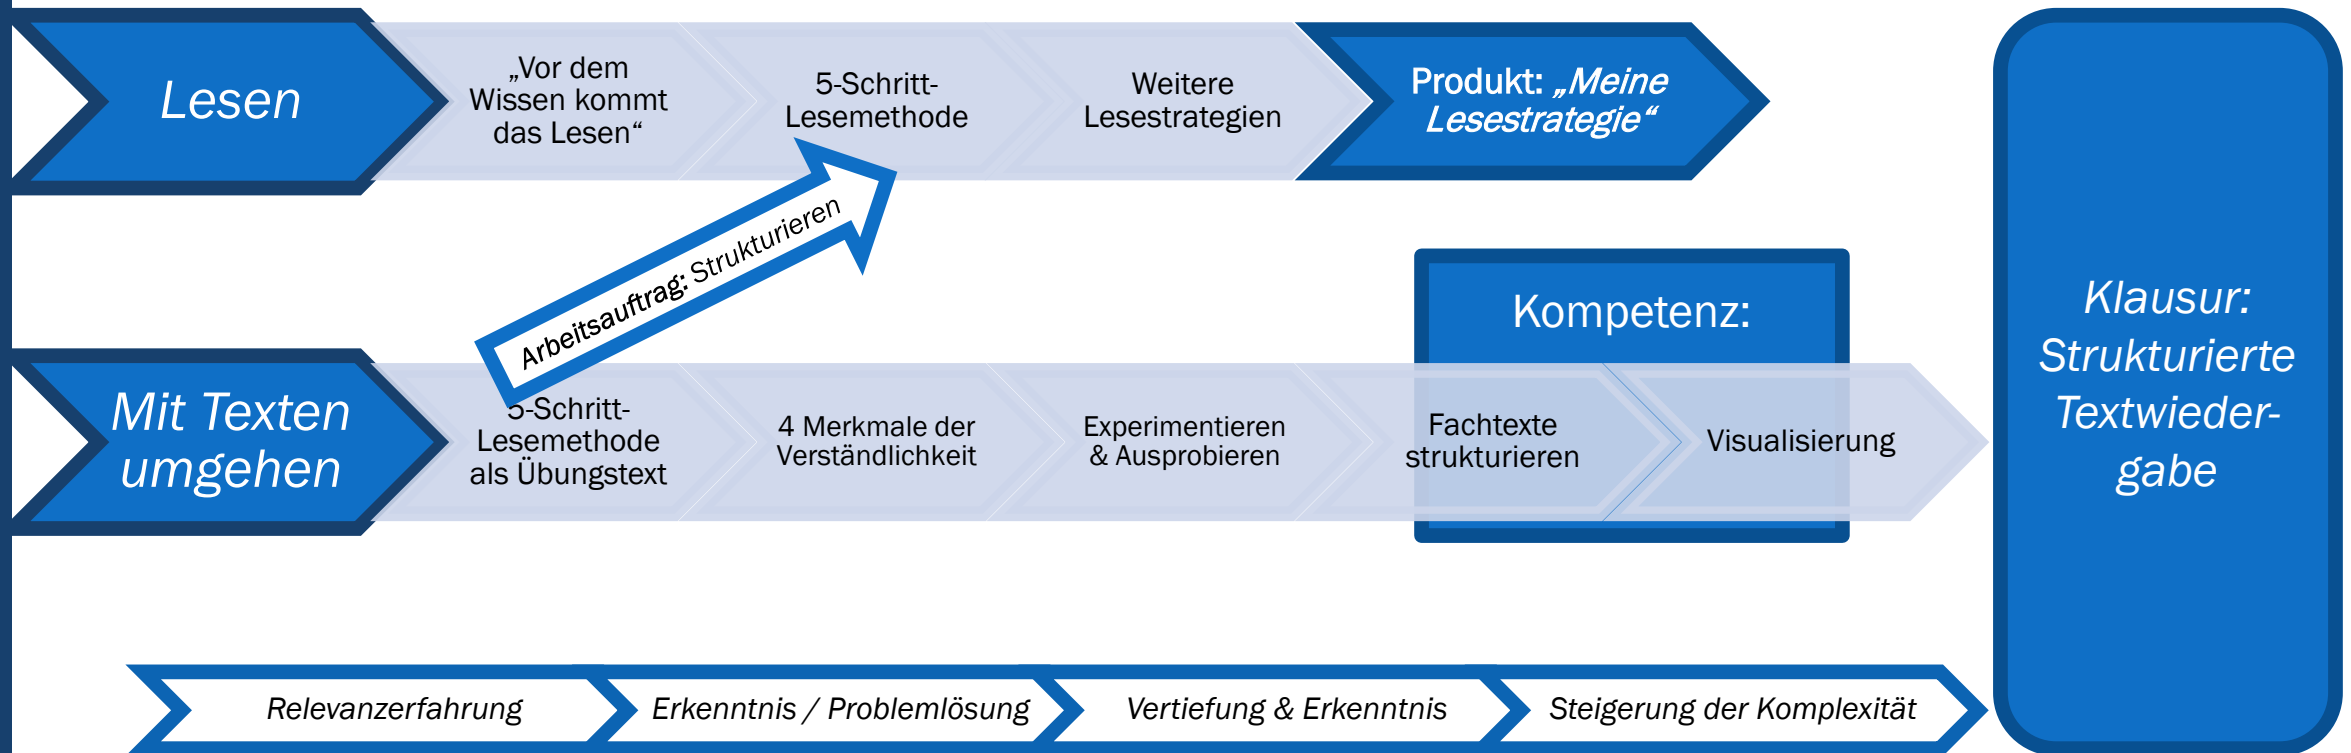 Lesen
„Vor dem
Wissen kommt
das Lesen“
5-Schritt-
Lesemethode
Weitere
Lesestrategien
Produkt: „Meine
Lesestrategie“
Arbeitsauftrag: Strukturieren
Mit Texten
umgehen
5-Schritt-
Lesemethode
als Übungstext
4 Merkmale der
Verständlichkeit
Experimentieren
& Ausprobieren
Kompetenz:
Fachtexte
strukturieren
Visualisierung
Klausur:
Strukturierte
Textwieder-
gabe
Relevanzerfahrung
Erkenntnis / Problemlösung
Vertiefung & Erkenntnis
Steigerung der Komplexität